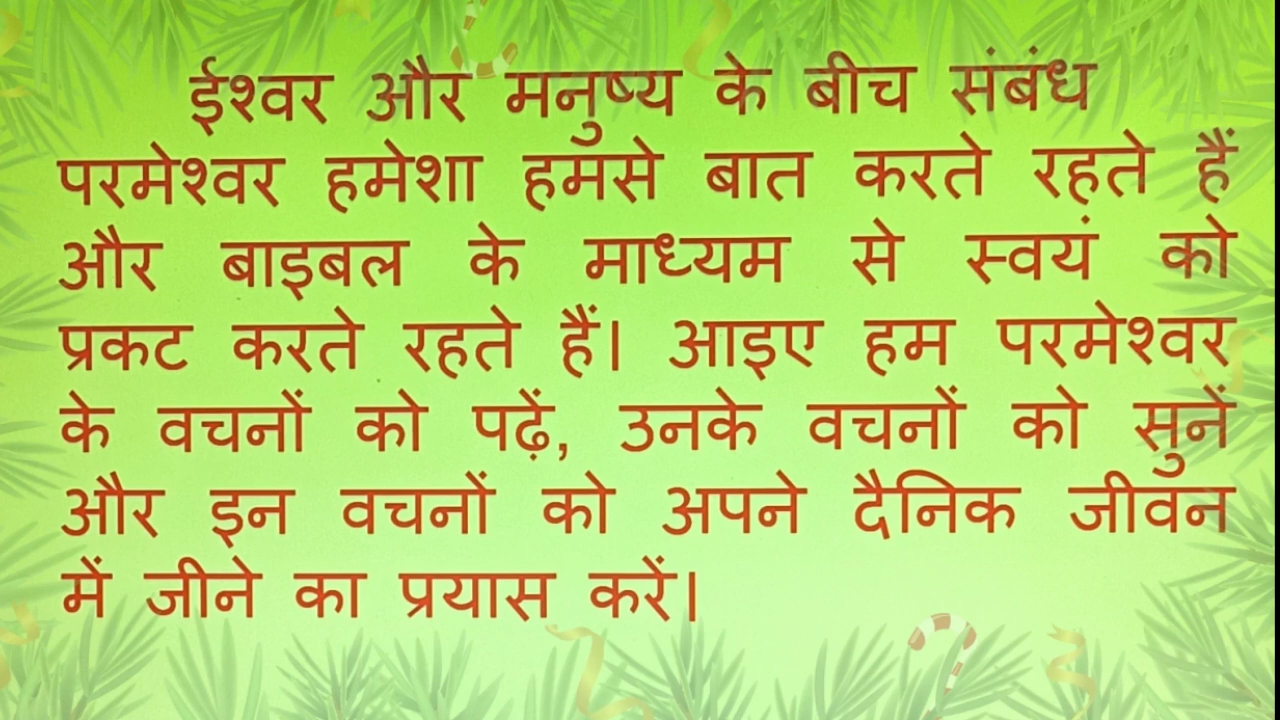 ईश्वर और मनुष्य के बीच संबंध
परमेश्वर हमेशा हमसे बात करते रहते हैं
और बाइबल के माध्यम से स्वयं को
प्रकट करते रहते हैं। आइए हम परमेश्वर
के वचनों को पढ़ें, उनके वचनों को सुनें
और इन वचनों को अपने दैनिक जीवन
में जीने का प्रयास करें।